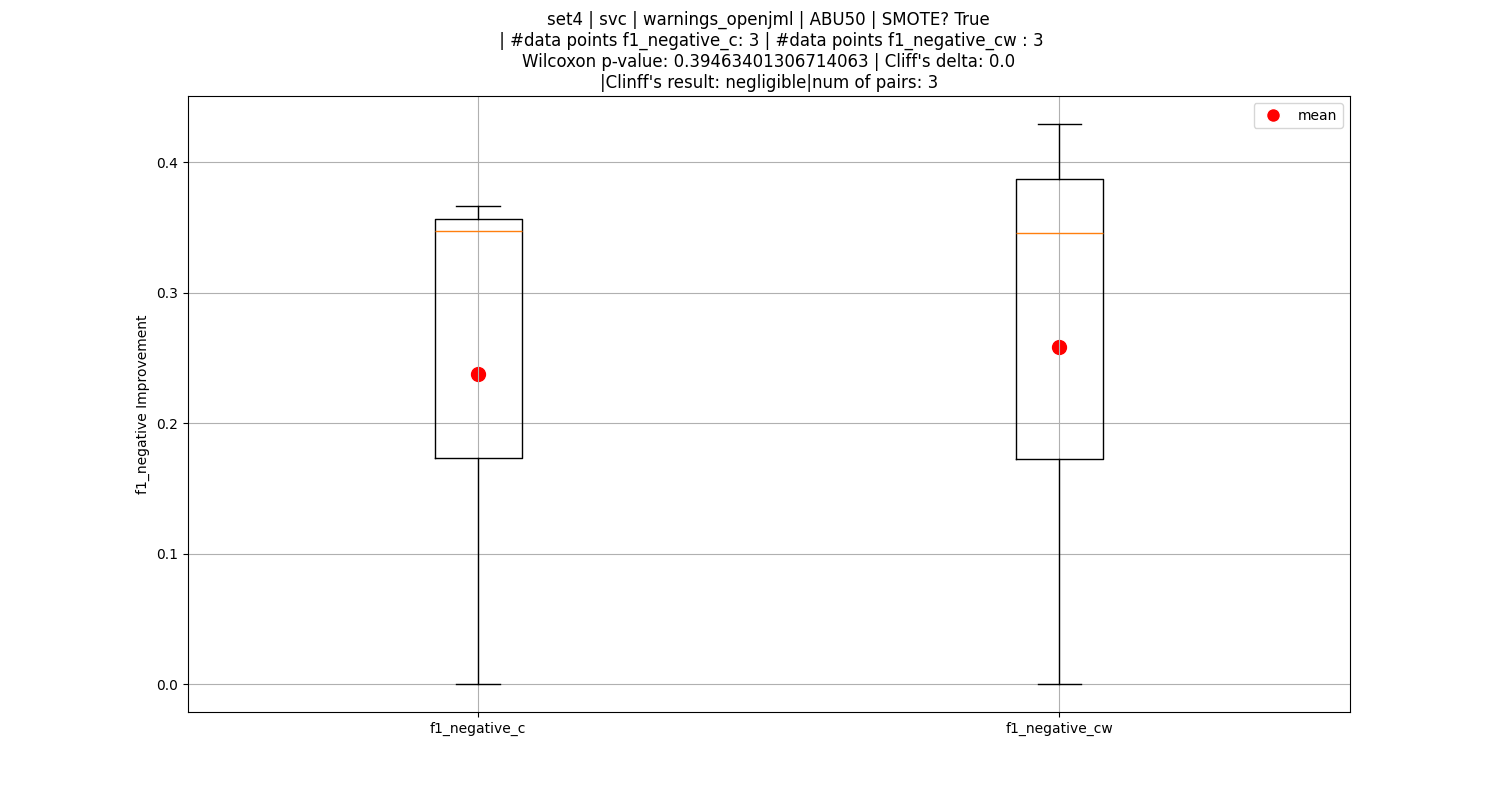 set4 | svc | warnings_openjml | ABU50 | SMOTE? True
| #data points f1_negative_c: 3 | #data points f1_negative_cw : 3
Wilcoxon p-value: 0.39463401306714063 | Cliff's delta: 0.0
|Clinff's result: negligible|num of pairs: 3
mean
0.4
0.3
0.2
0.1
0.0
f1_negative Improvement
f1_negative_c
f1_negative_cw